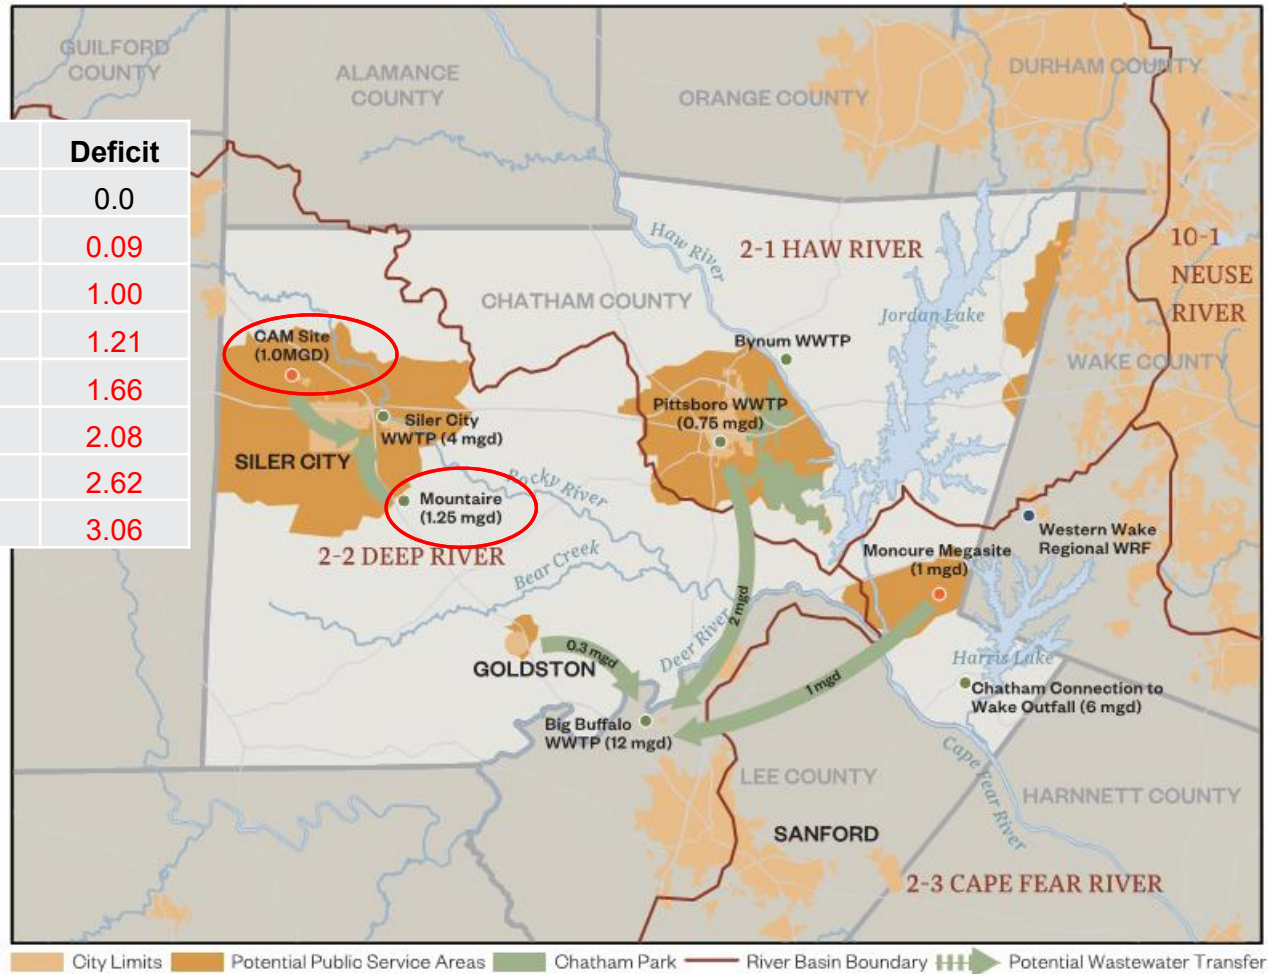 GUILFORD
COUNTY
ALAMANCE
COUNTY
ORANGE COUNTY
DURHAM COUNTY
Deficit
0.0
0.09
1.00
1.21
1.66
2.08
2.62
3.06
Haw River
2-1 HAW RIVER
10-1
NEUSE
RIVER
CHATHAM COUNTY
Jordan Lake
CAM Site
(1.0MGD)
Bynum WWTP
WAKE COUNTY
Pittsboro WWTP
(0.75 mgd)
Siler City
WWTP (4 mgd)
SILER CITY
Rocky River
Mountaire
(1.25 mgd)
Western Wake
Regional WRF
2-2 DEEP RIVER
Bear Creek
Moncure Megasite
(1 mgd)
2 mgd
Deer River
0.3 mgd
GOLDSTON
Harris Lake
1 mgd
Chatham Connection to
Wake Outfall (6 mgd)
Big Buffalo
WWTP (12 mgd)
Cape Fear River
LEE COUNTY
HARNNETT COUNTY
SANFORD
2-3 CAPE FEAR RIVER
City Limits Potential Public Service Areas Chatham Park River Basin Boundary Potential Wastewater Transfer